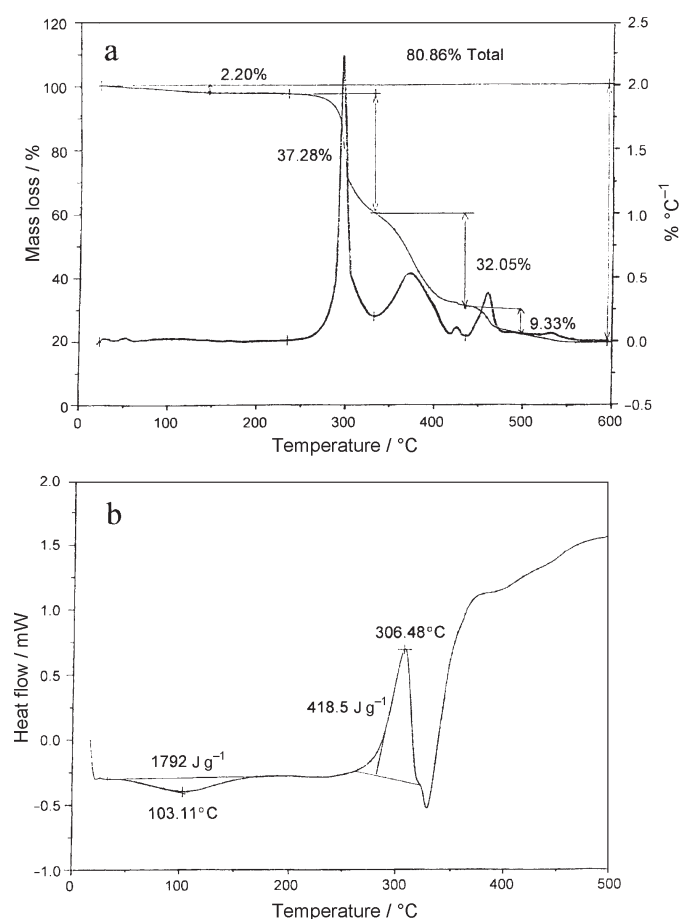 a
80.86% Total
2.20%
37.28%
32.05%
9.33%
Mass loss / %
120
100
80
60
40
20
0
% °C⁻¹
2.5
2.0
1.5
1.0
0.5
0.0
−0.5
0 100 200 300 400 500 600
Temperature / °C
b
306.48°C
418.5 J g⁻¹
1792 J g⁻¹
103.11°C
Heat flow / mW
2.0
1.5
1.0
0.5
0.0
−0.5
−1.0
0 100 200 300 400 500
Temperature / °C